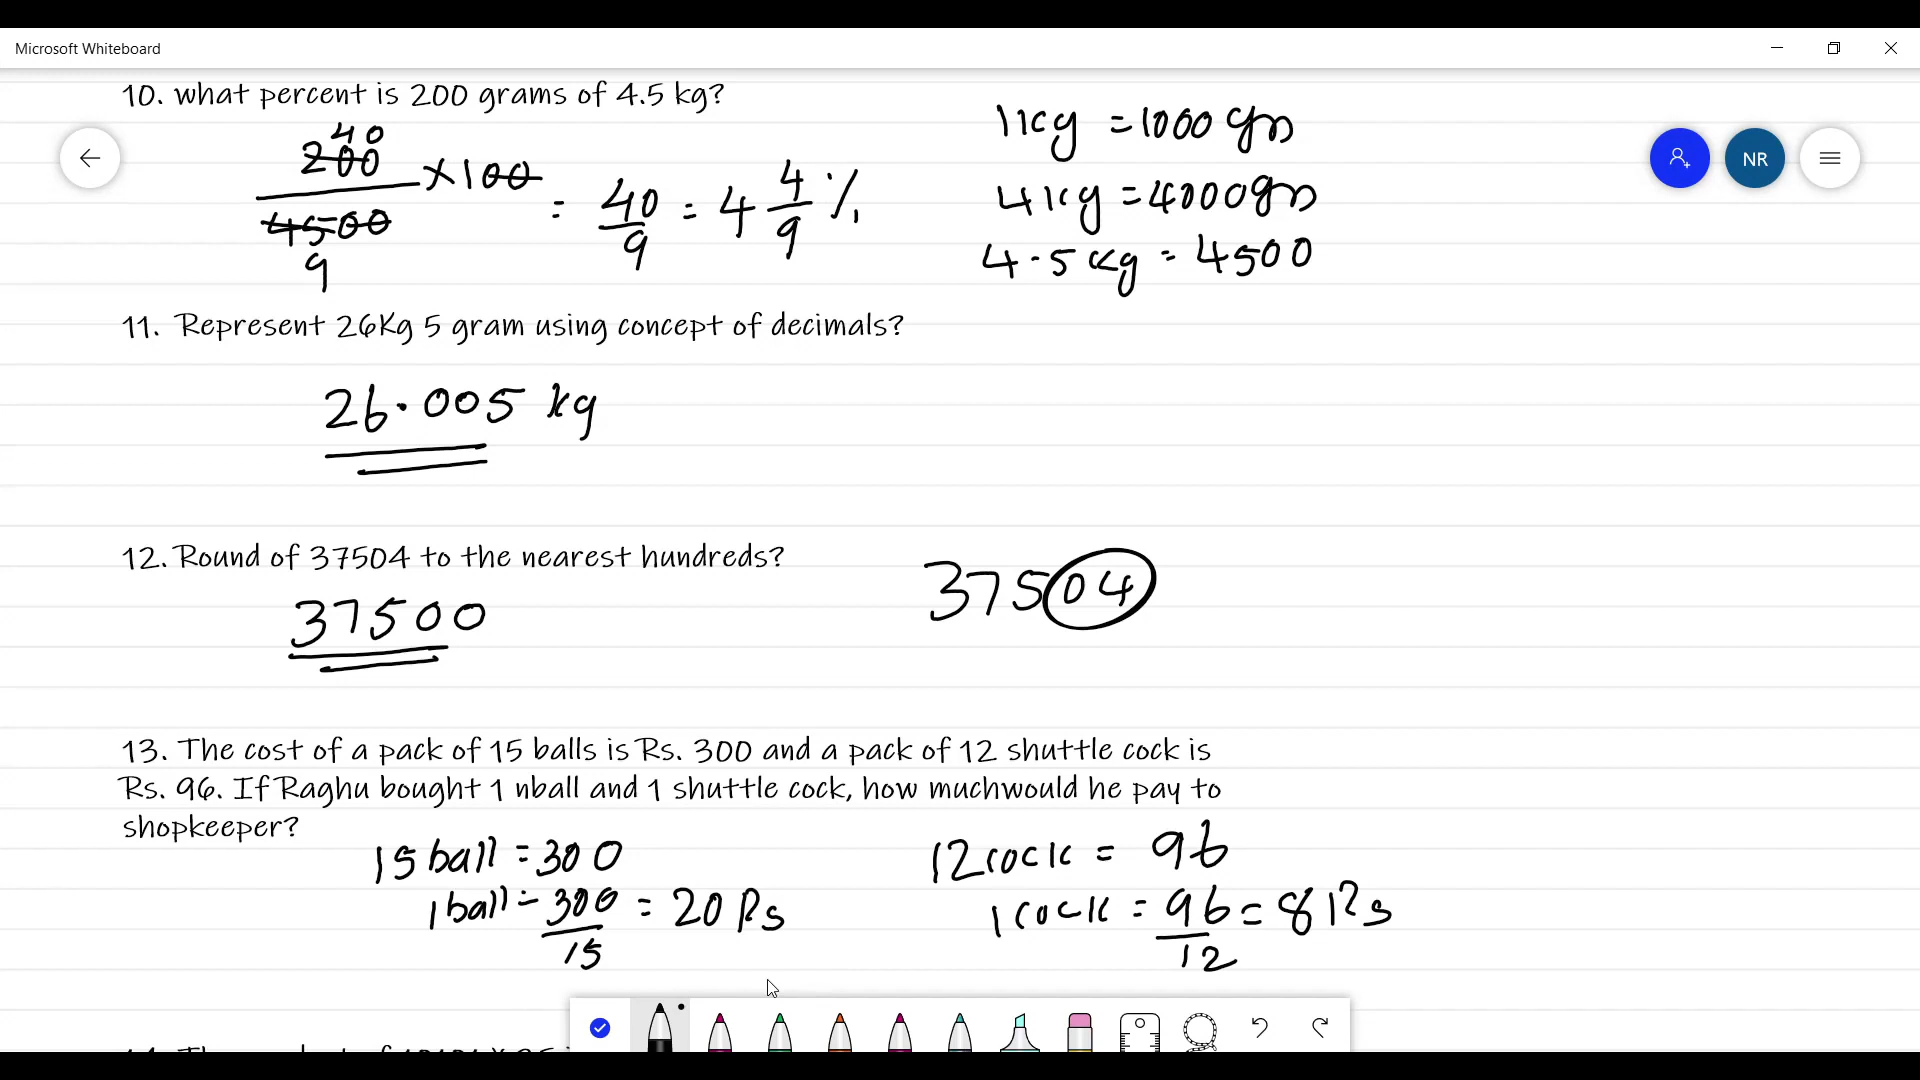 Microsoft Whiteboard
10. what percent is 200 grams of 4.5 kg?
40
200
4500
9
×100
= 40/9 = 4 4/9 %
1kg = 1000 gm
4kg = 4000gm
4.5 kg = 4500
NR
11. Represent 26Kg 5 gram using concept of decimals?
26.005 kg
12. Round of 37504 to the nearest hundreds?
37500
37504
13. The cost of a pack of 15 balls is Rs. 300 and a pack of 12 shuttle cock is
Rs. 96. If Raghu bought 1 nball and 1 shuttle cock, how muchwould he pay to
shopkeeper?
15 ball = 300
1 ball = 300/15 = 20 Rs
12 cock = 96
1 cock = 96/12 = 8 Rs